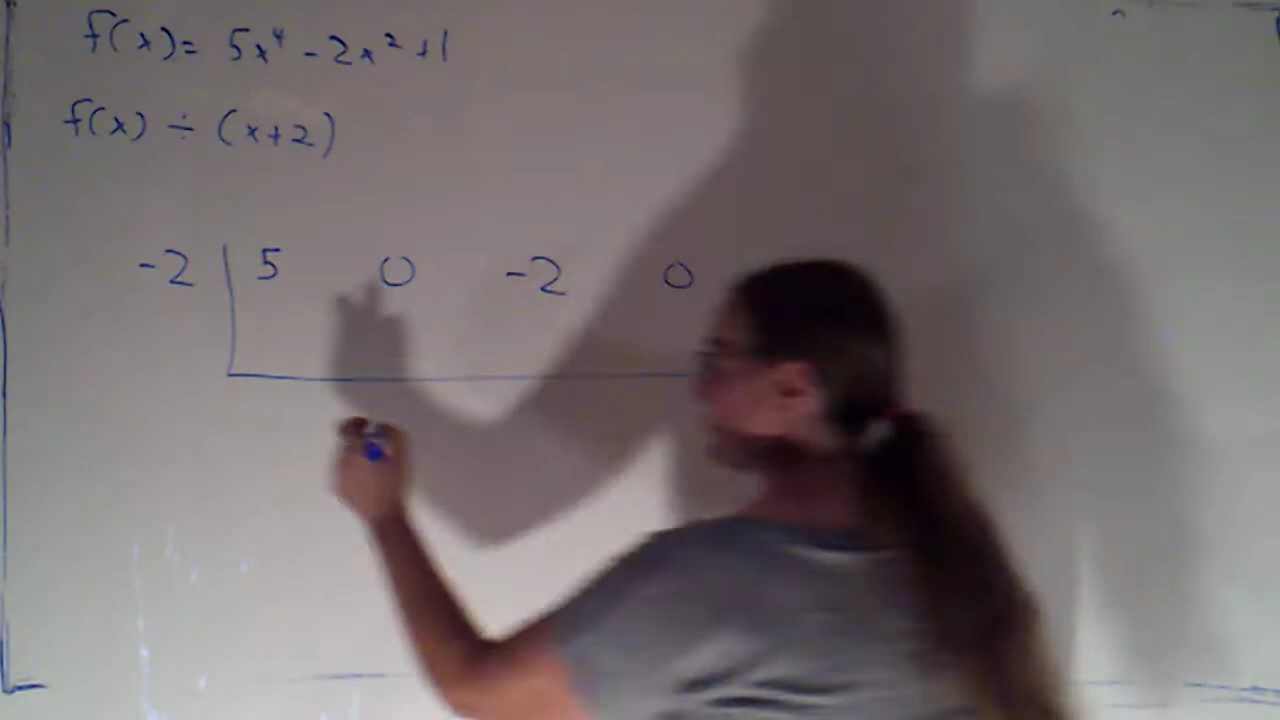 f(x)= 5x⁴ -2x² +1
f(x) ÷ (x+2)
-2 | 5 0 -2 0